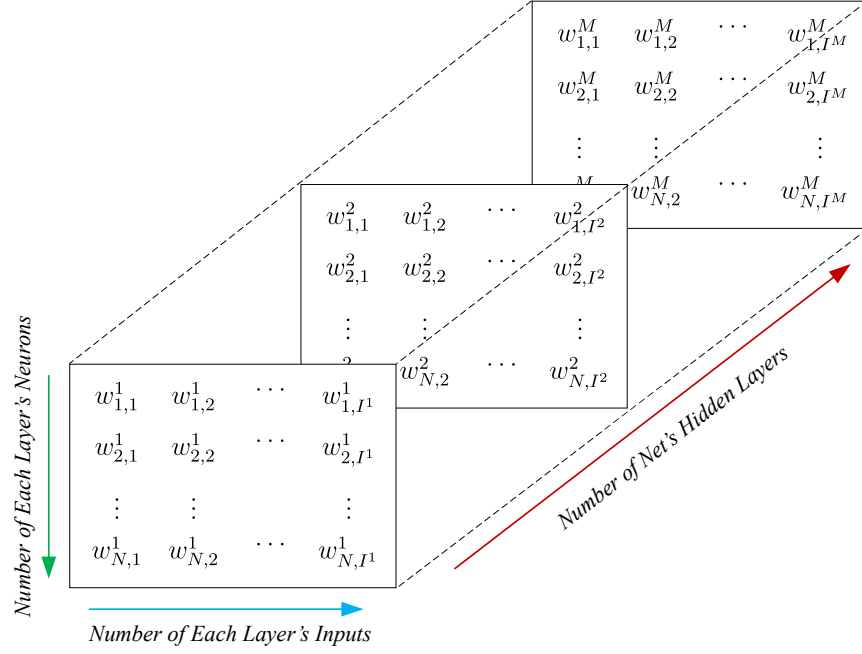 w^M_{1,1} w^M_{1,2} ⋯ w^M_{1,I^M}
w^M_{2,1} w^M_{2,2} ⋯ w^M_{2,I^M}
⋮ ⋮ ⋮
M w^M_{N,2} ⋯ w^M_{N,I^M}
w^2_{1,1} w^2_{1,2} ⋯ w^2_{1,I^2}
w^2_{2,1} w^2_{2,2} ⋯ w^2_{2,I^2}
⋮ ⋮ ⋮
2 w^2_{N,2} ⋯ w^2_{N,I^2}
w^1_{1,1} w^1_{1,2} ⋯ w^1_{1,I^1}
w^1_{2,1} w^1_{2,2} ⋯ w^1_{2,I^1}
⋮ ⋮ ⋮
w^1_{N,1} w^1_{N,2} ⋯ w^1_{N,I^1}
Number of Each Layer's Neurons
Number of Each Layer's Inputs
Number of Net's Hidden Layers